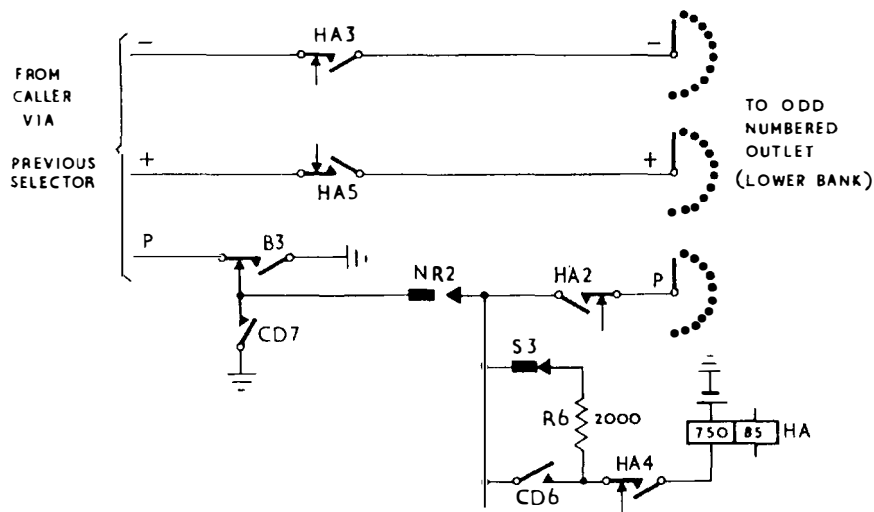 HA3
−
−
FROM
CALLER
VIA
PREVIOUS
SELECTOR
TO ODD
NUMBERED
OUTLET
(LOWER BANK)
+
+
HA5
P
B3
NR2
HA2
P
CD7
S3
R6
2000
750
85
HA
HA4
CD6